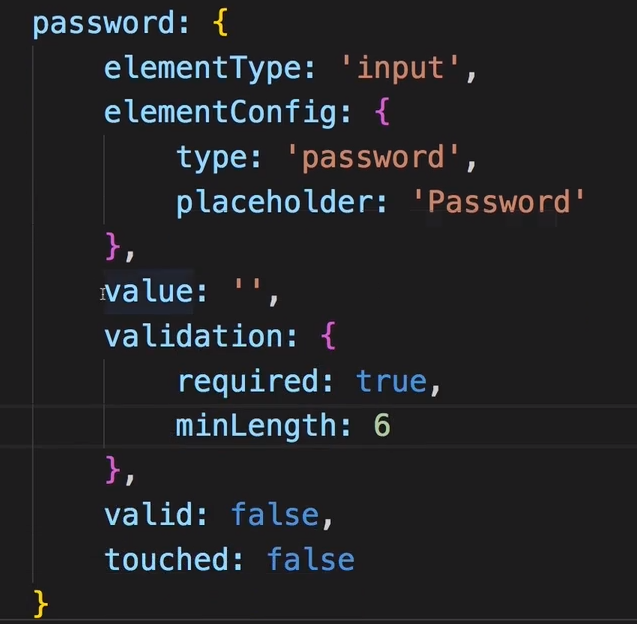 password: {
elementType: 'input',
elementConfig: {
type: 'password',
placeholder: 'Password'
},
value: '',
validation: {
required: true,
minLength: 6
},
valid: false,
touched: false
}